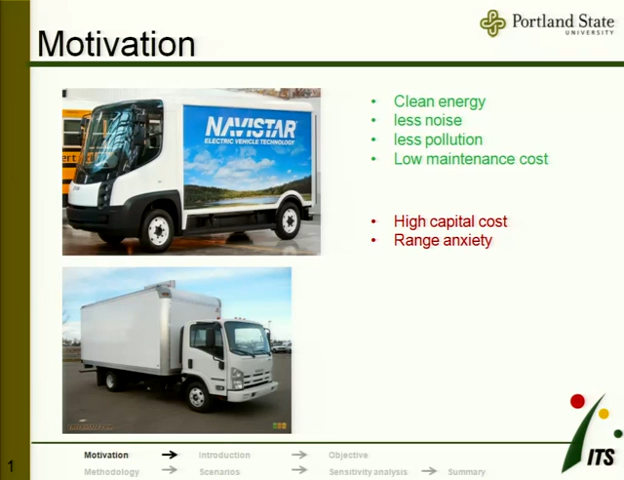 Portland State
UNIVERSITY
Motivation
NAVISTAR
ELECTRIC VEHICLE TECHNOLOGY
• Clean energy
• less noise
• less pollution
• Low maintenance cost
• High capital cost
• Range anxiety
ITS
1
Motivation → Introduction → Objective
Methodology → Scenarios → Sensitivity analysis → Summary